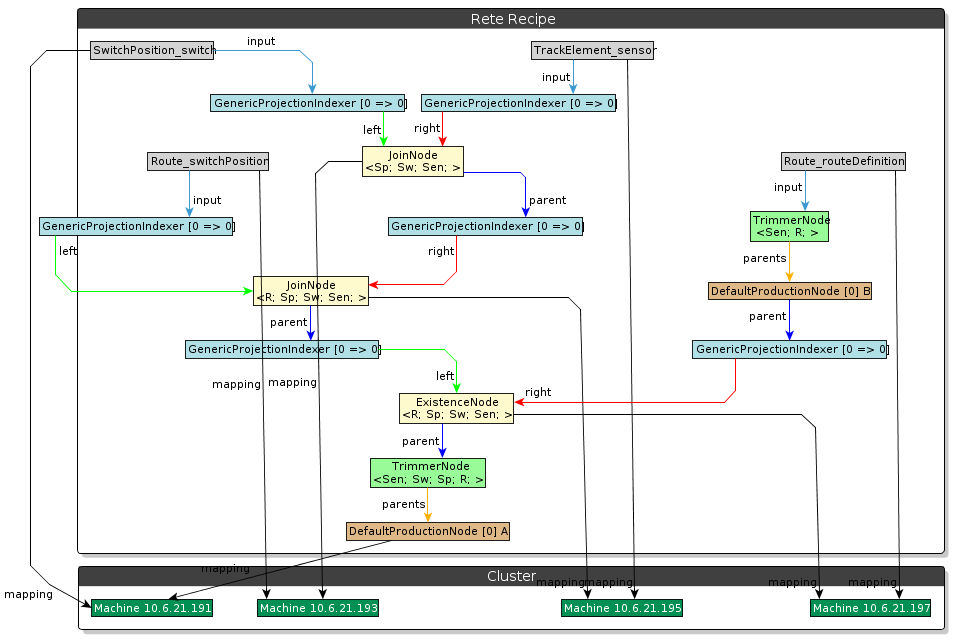 Rete Recipe
SwitchPosition_switch
input
TrackElement_sensor
input
GenericProjectionIndexer [0 => 0]
GenericProjectionIndexer [0 => 0]
left
right
JoinNode
<Sp; Sw; Sen; >
Route_switchPosition
Route_routeDefinition
input
parent
input
GenericProjectionIndexer [0 => 0]
GenericProjectionIndexer [0 => 0]
TrimmerNode
<Sen; R; >
left
right
parents
JoinNode
<R; Sp; Sw; Sen; >
DefaultProductionNode [0] B
parent
parent
GenericProjectionIndexer [0 => 0]
GenericProjectionIndexer [0 => 0]
mapping
mapping
left
right
ExistenceNode
<R; Sp; Sw; Sen; >
parent
TrimmerNode
<Sen; Sw; Sp; R; >
parents
DefaultProductionNode [0] A
mapping
Cluster
mapping
mapping
mapping
mapping
mapping
Machine 10.6.21.191
Machine 10.6.21.193
Machine 10.6.21.195
Machine 10.6.21.197